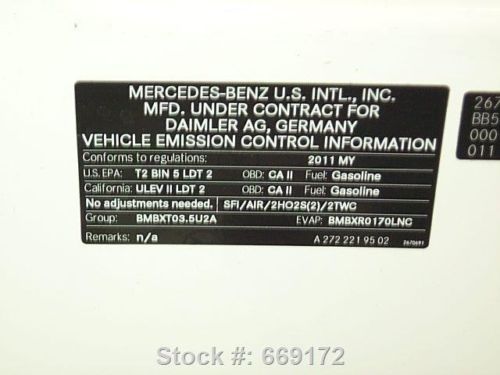 MERCEDES-BENZ U.S. INTL., INC.
MFD. UNDER CONTRACT FOR
DAIMLER AG, GERMANY
VEHICLE EMISSION CONTROL INFORMATION
Conforms to regulations: 2011 MY
U.S. EPA: T2 BIN 5 LDT 2 OBD: CA II Fuel: Gasoline
California: ULEV II LDT 2 OBD: CA II Fuel: Gasoline
No adjustments needed. SFI/AIR/2HO2S(2)/2TWC
Group: BMBXT03.5U2A EVAP: BMBXR0170LNC
Remarks: n/a A 272 221 95 02
267
BB5
000
011
Stock #: 669172